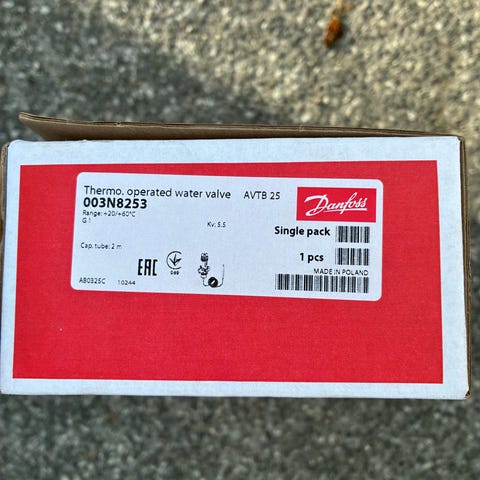 Thermo. operated water valve AVTB 25
003N8253
Range: +20/+60°C
G 1
Kv: 5.5
Cap. tube: 2 m
Danfoss
Single pack
1 pcs
MADE IN POLAND
EAC
AB0325C 10244